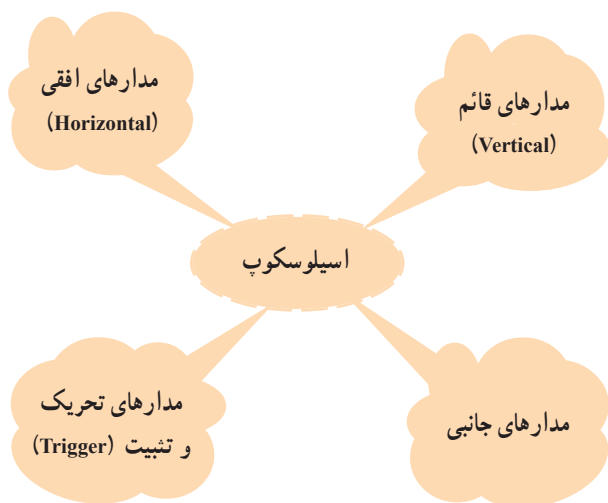 مدارهای قائم
(Vertical)
مدارهای افقی
(Horizontal)
اسیلوسکوپ
مدارهای جانبی
مدارهای تحریک
و تثبیت (Trigger)